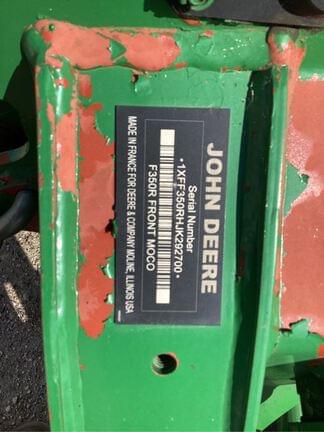 JOHN DEERE
Serial Number
*1XFF350RHJK292700*
F350R FRONT MOCO
MADE IN FRANCE FOR DEERE & COMPANY MOLINE, ILLINOIS USA